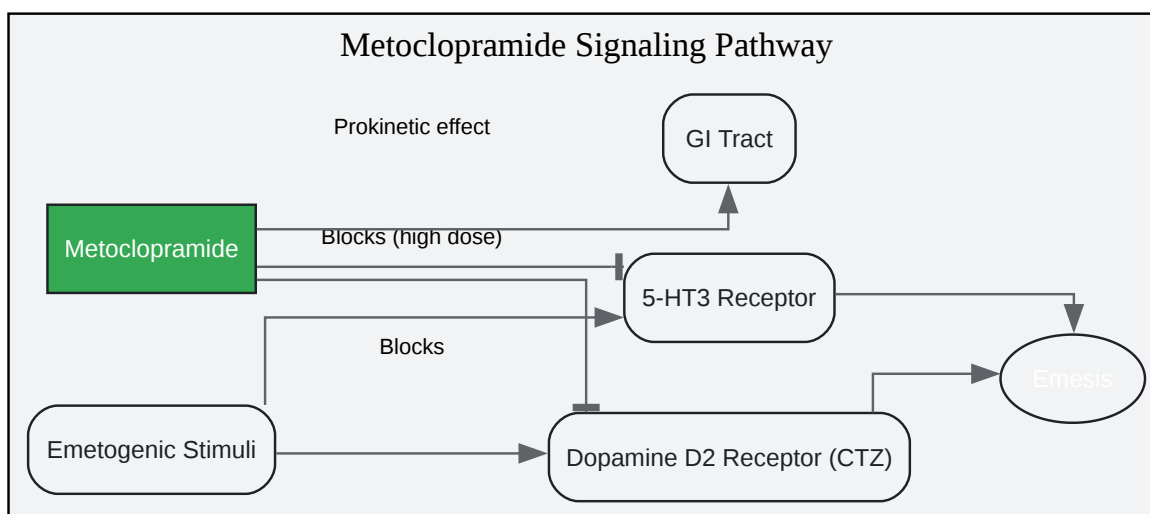 Metoclopramide Signaling Pathway
Prokinetic effect
GI Tract
Metoclopramide
Blocks (high dose)
5-HT3 Receptor
Blocks
Emesis
Emetogenic Stimuli
Dopamine D2 Receptor (CTZ)